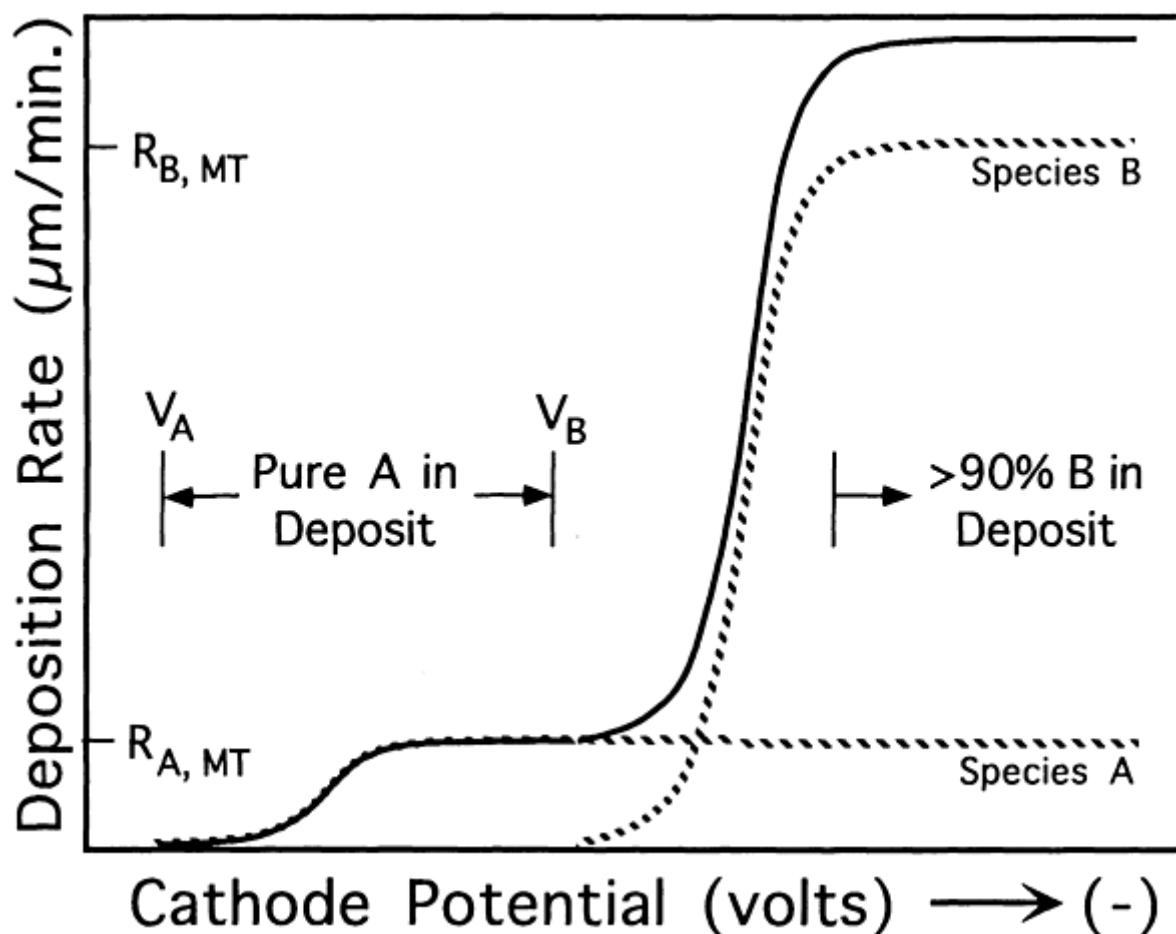 Deposition Rate (μm/min.)
R_B, MT
Species B
V_A
V_B
Pure A in
Deposit
>90% B in
Deposit
R_A, MT
Species A
Cathode Potential (volts) → (-)